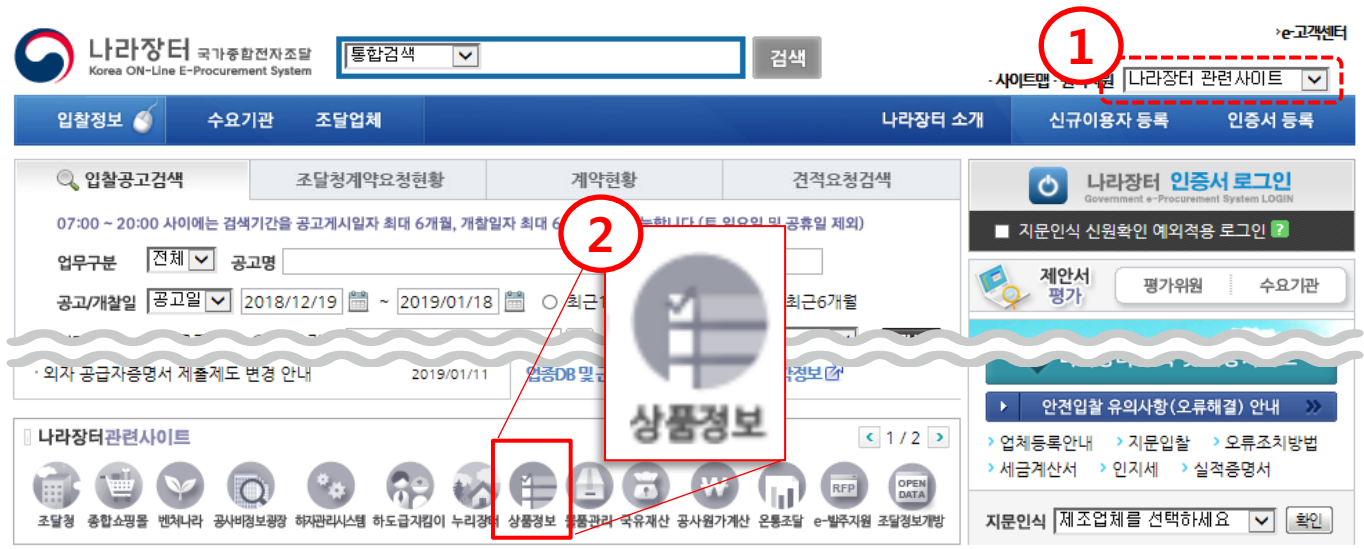 나라장터 국가종합전자조달
Korea ON-Line E-Procurement System
통합검색
검색
›e-고객센터
1
· 사이트맵 ·
나라장터 관련사이트
입찰정보
수요기관
조달업체
나라장터 소개
신규이용자 등록
인증서 등록
입찰공고검색
조달청계약요청현황
계약현황
견적요청검색
07:00 ~ 20:00 사이에는 검색기간을 공고게시일자 최대 6개월, 개찰일자 최대 6
공휴일 제외)
2
업무구분 전체 공고명
공고/개찰일 공고일 2018/12/19 ~ 2019/01/18 최근1
최근6개월
· 외자 공급자증명서 제출제도 변경 안내 2019/01/11
업종DB 및
상품정보
나라장터 인증서 로그인
Government e-Procurement System LOGIN
지문인식 신원확인 예외적용 로그인 ?
제안서
평가
평가위원
수요기관
안전입찰 유의사항(오류해결) 안내
› 업체등록안내 › 지문입찰 › 오류조치방법
› 세금계산서 › 인지세 › 실적증명서
지문인식 제조업체를 선택하세요 확인
나라장터관련사이트
1 / 2
RFP
OPEN
DATA
조달청 종합쇼핑몰 벤처나라 공사비정보광장 하자관리시스템 하도급지킴이 누리장터 상품정보 물품관리 국유재산 공사원가계산 온통조달 e-발주지원 조달정보개방